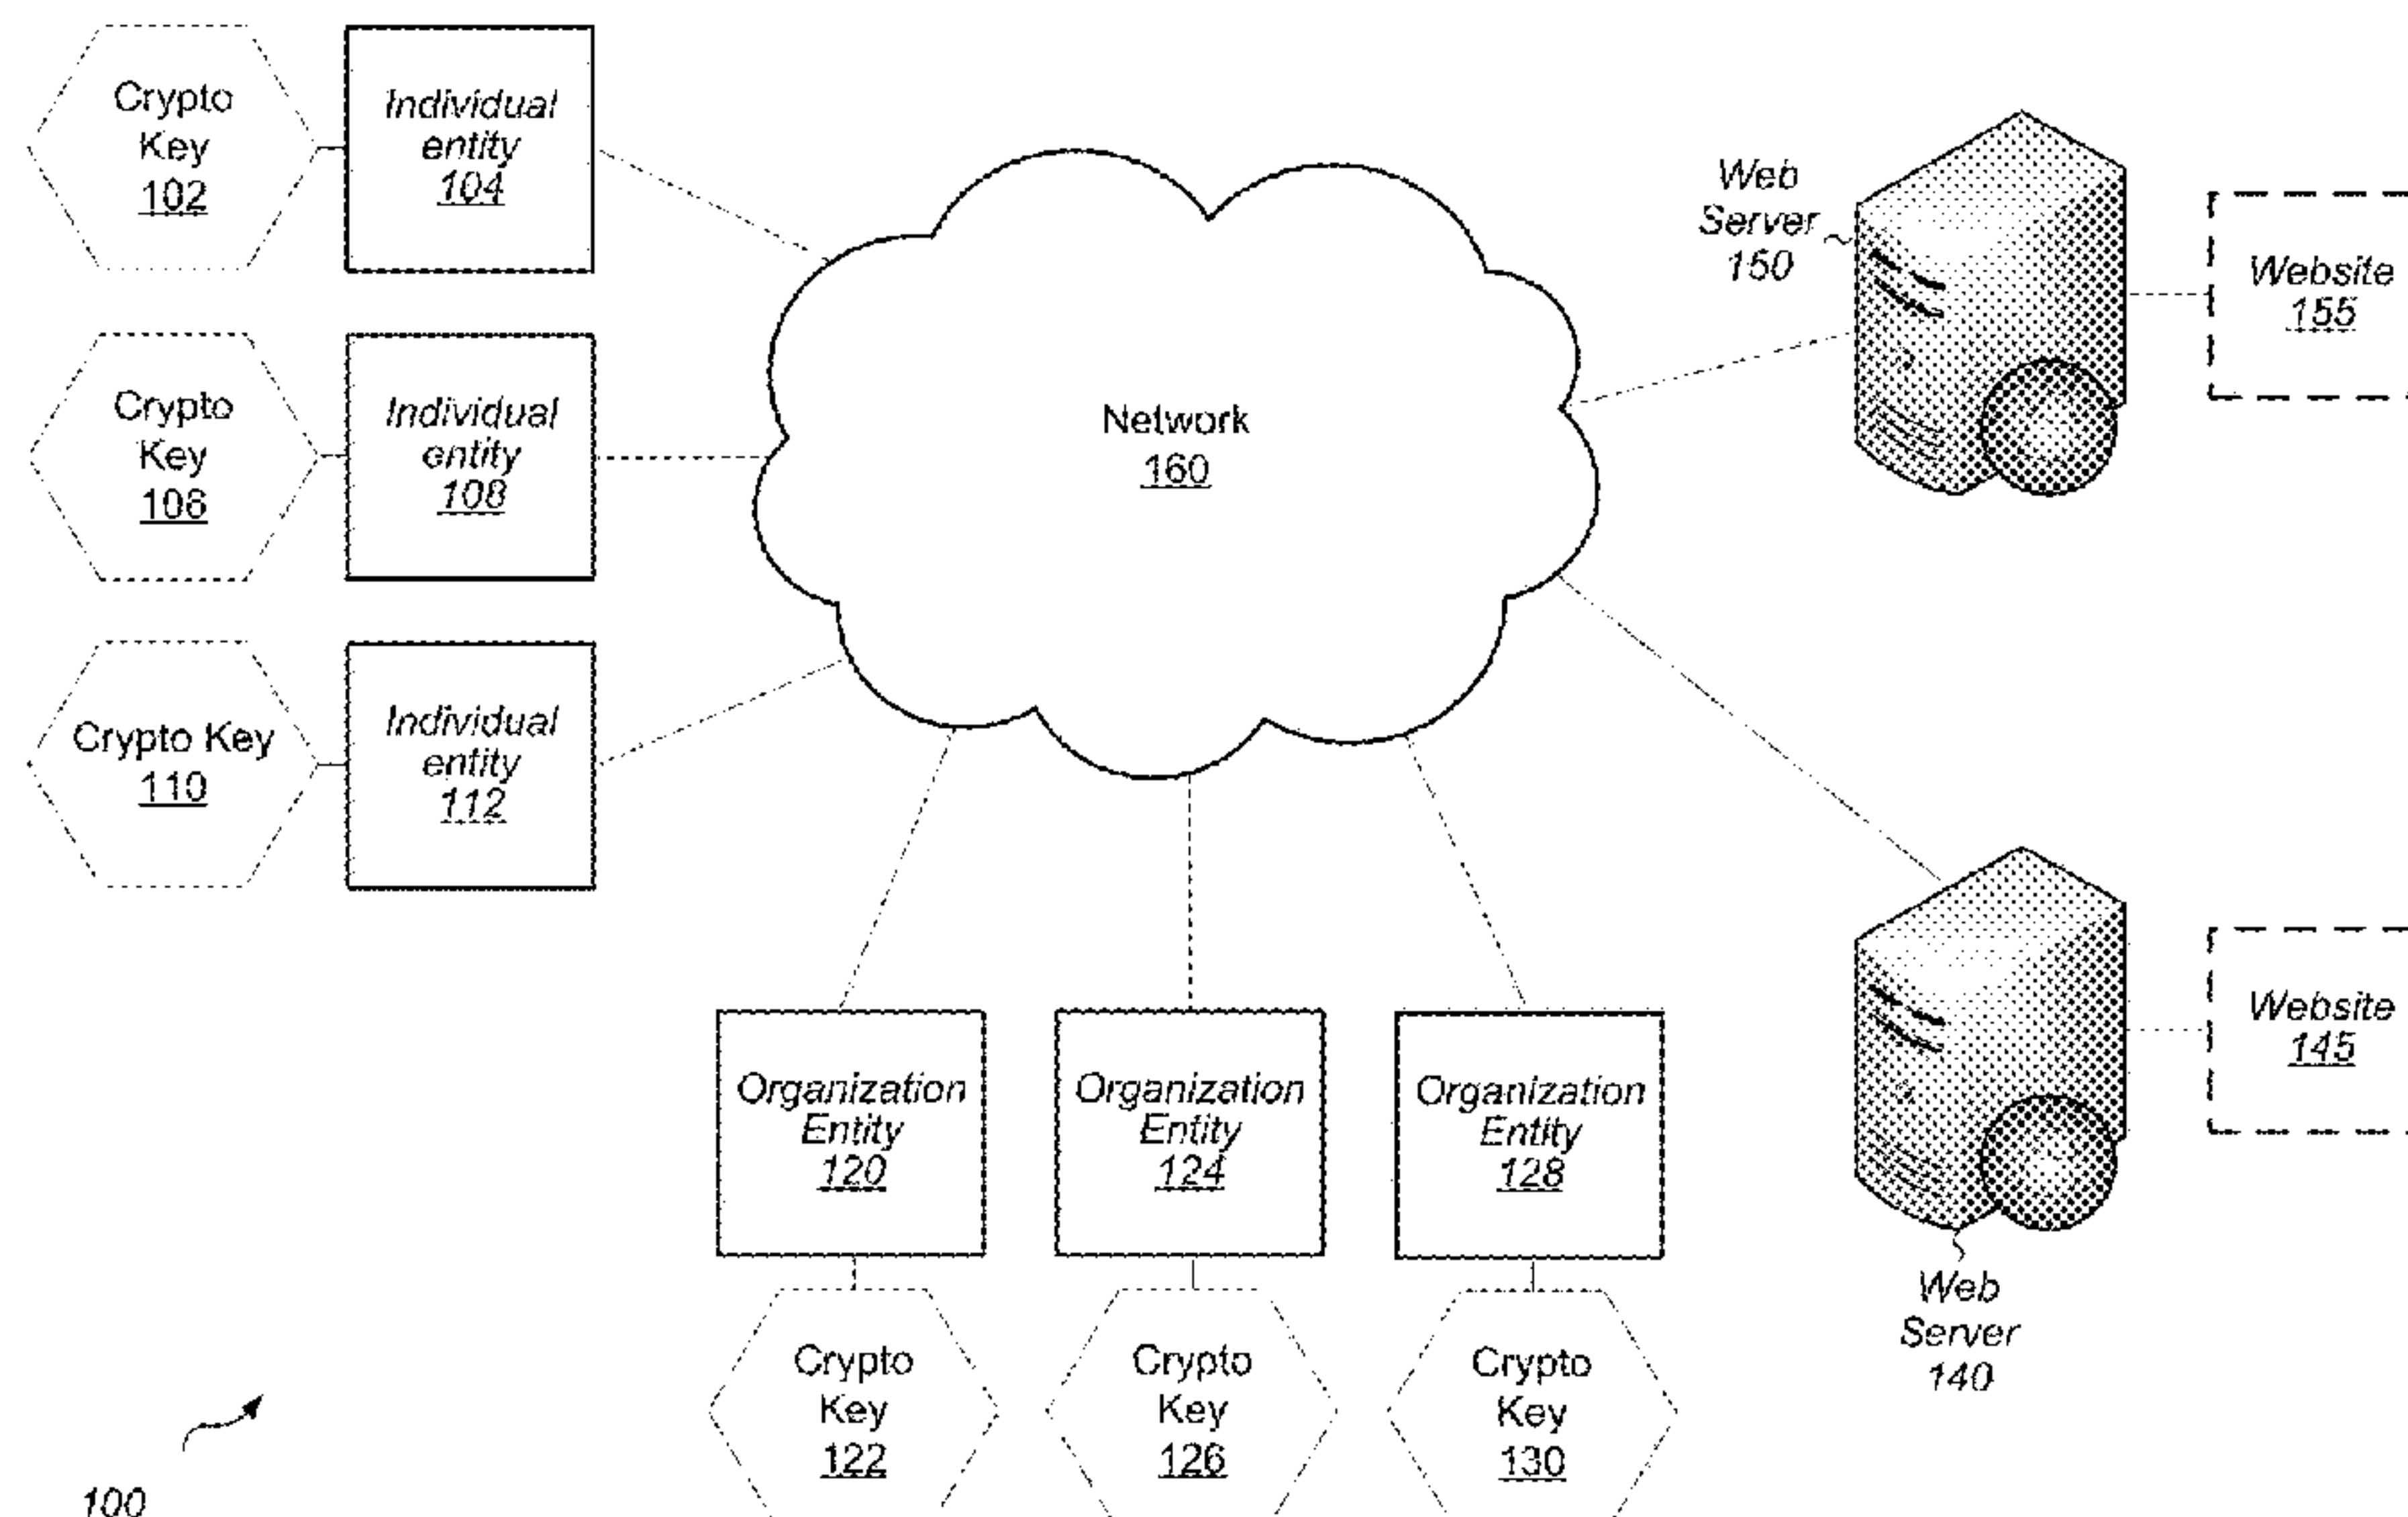 Crypto
Key
102
Individual
entity
104
Crypto
Key
106
Individual
entity
108
Crypto Key
110
Individual
entity
112
Network
160
Web
Server
150
Website
155
Website
145
Web
Server
140
Organization
Entity
120
Organization
Entity
124
Organization
Entity
128
Crypto
Key
122
Crypto
Key
126
Crypto
Key
130
100